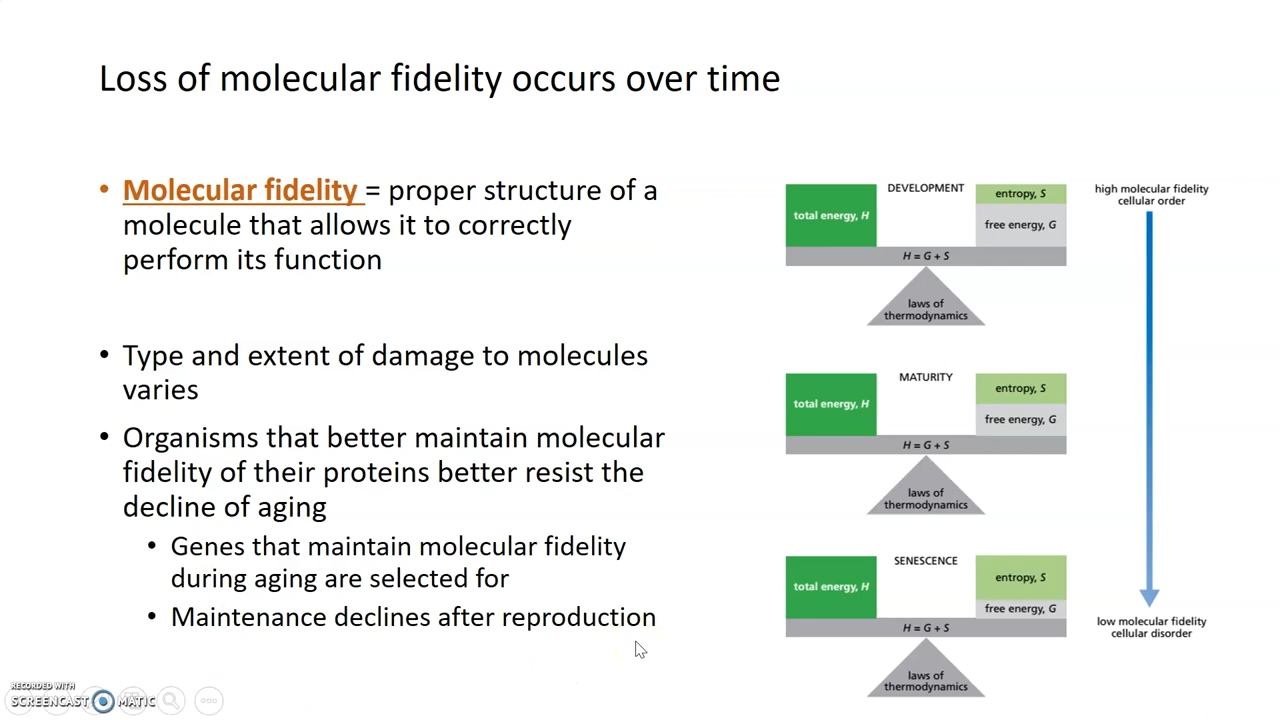 Loss of molecular fidelity occurs over time
• Molecular fidelity = proper structure of a
molecule that allows it to correctly
perform its function
• Type and extent of damage to molecules
varies
• Organisms that better maintain molecular
fidelity of their proteins better resist the
decline of aging
• Genes that maintain molecular fidelity
during aging are selected for
• Maintenance declines after reproduction
DEVELOPMENT
total energy, H
entropy, S
free energy, G
H = G + S
laws of
thermodynamics
MATURITY
total energy, H
entropy, S
free energy, G
H = G + S
laws of
thermodynamics
SENESCENCE
total energy, H
entropy, S
free energy, G
H = G + S
laws of
thermodynamics
high molecular fidelity
cellular order
low molecular fidelity
cellular disorder
RECORDED WITH
SCREENCAST MATIC